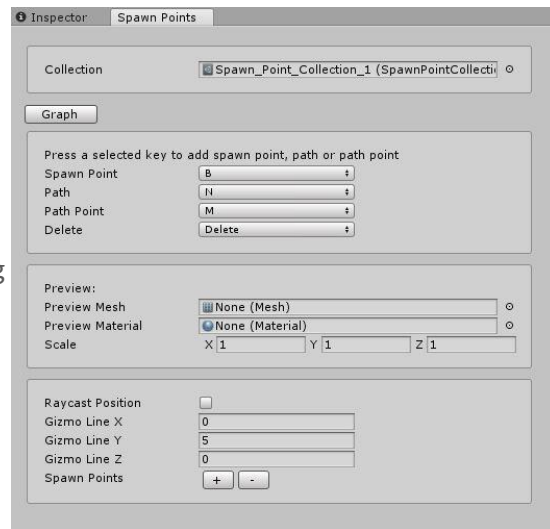 Inspector Spawn Points
Collection Spawn_Point_Collection_1 (SpawnPointCollecti
Graph
Press a selected key to add spawn point, path or path point
Spawn Point B
Path N
Path Point M
Delete Delete
g
Preview:
Preview Mesh None (Mesh)
Preview Material None (Material)
Scale X 1 Y 1 Z 1
Raycast Position
Gizmo Line X 0
Gizmo Line Y 5
Gizmo Line Z 0
Spawn Points + -